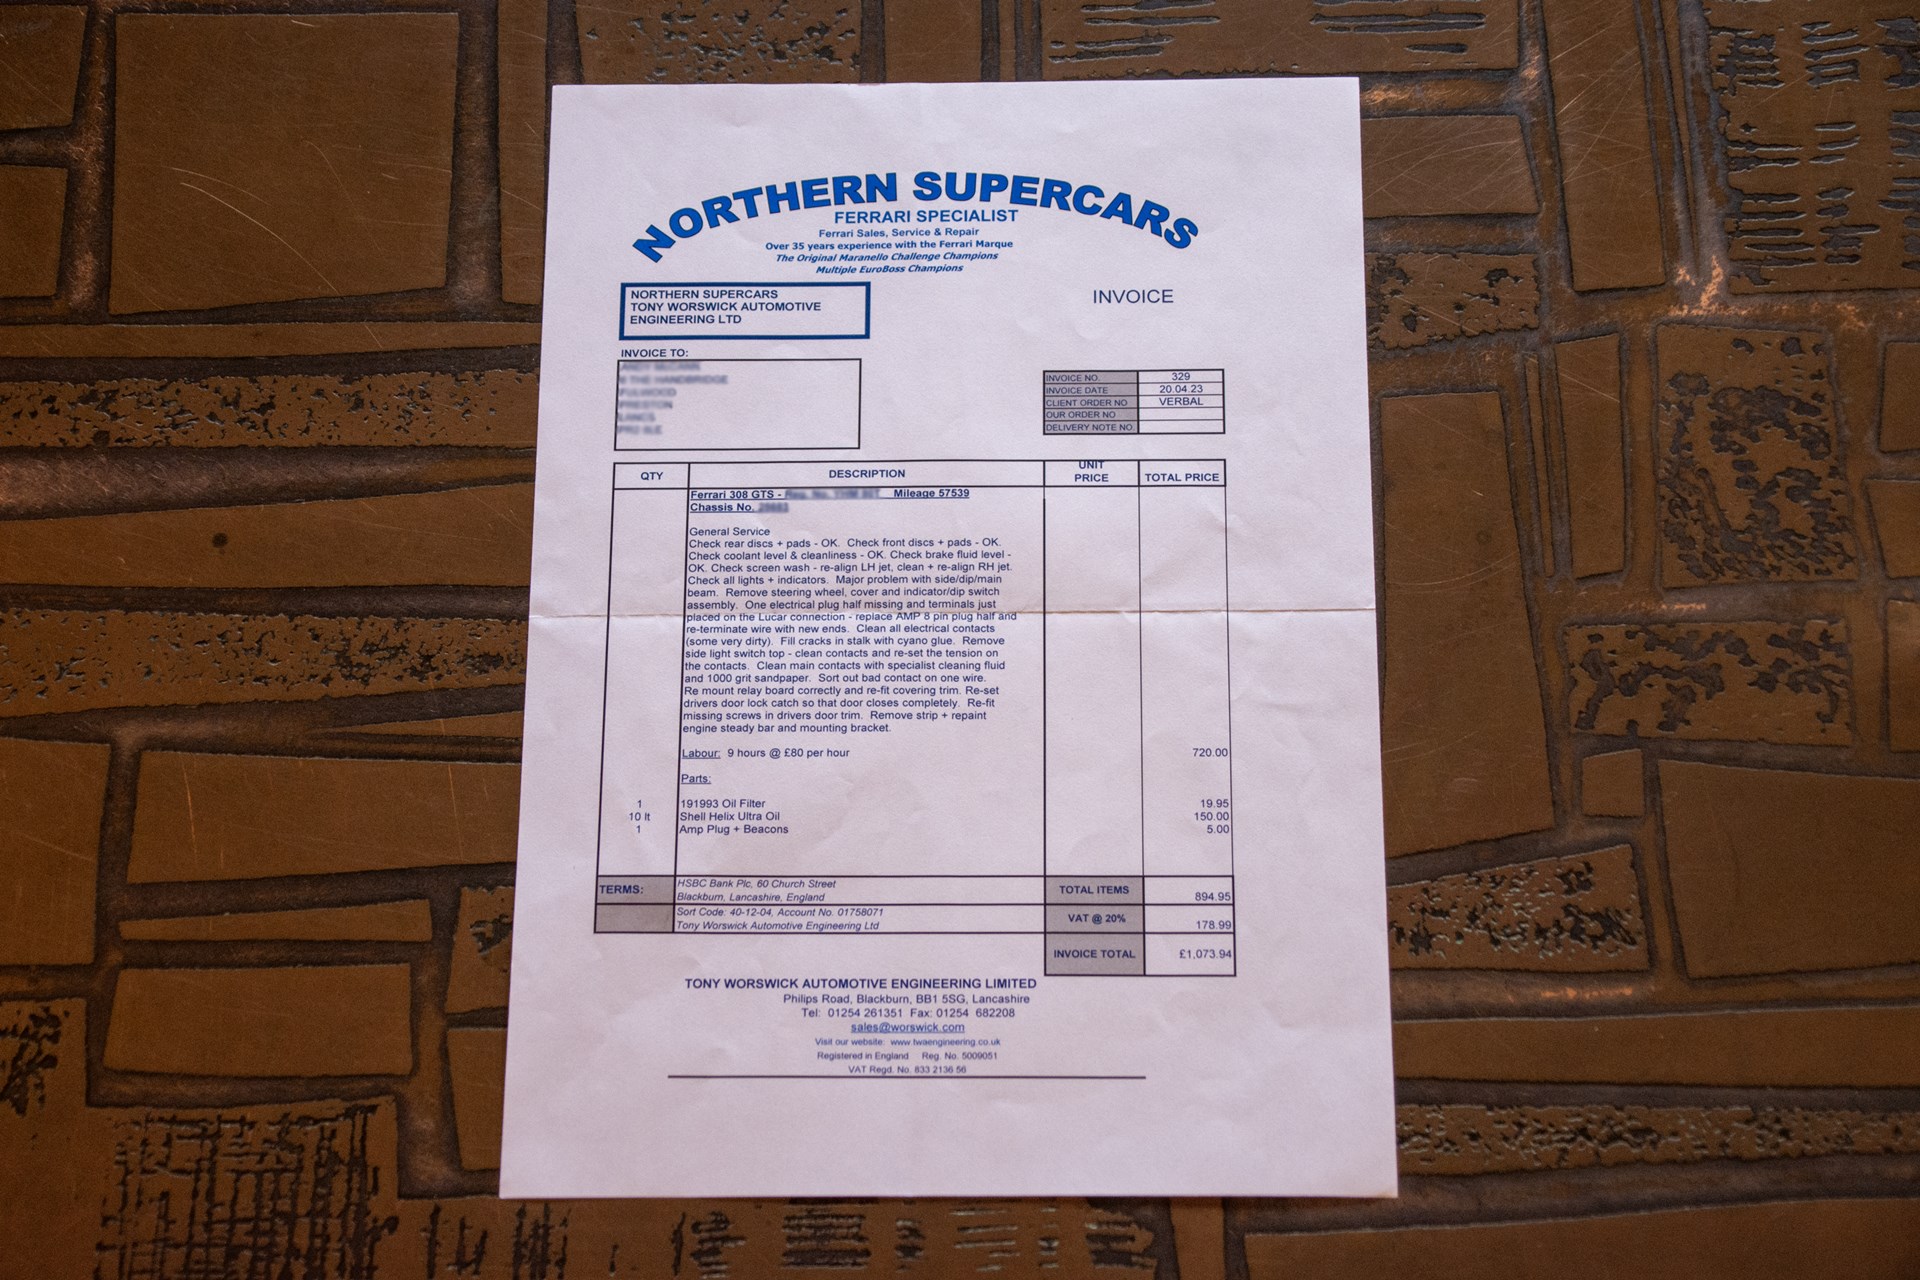 NORTHERN SUPERCARS
FERRARI SPECIALIST
Ferrari Sales, Service & Repair
Over 35 years experience with the Ferrari Marque
The Original Maranello Challenge Champions
Multiple EuroBoss Champions
NORTHERN SUPERCARS
TONY WORSWICK AUTOMOTIVE
ENGINEERING LTD
INVOICE
INVOICE TO:
INVOICE NO. 329
INVOICE DATE 20.04.23
CLIENT ORDER NO VERBAL
OUR ORDER NO
DELIVERY NOTE NO.
QTY DESCRIPTION UNIT PRICE TOTAL PRICE
Ferrari 308 GTS - Mileage 57539
Chassis No.
General Service
Check rear discs + pads - OK. Check front discs + pads - OK.
Check coolant level & cleanliness - OK. Check brake fluid level -
OK. Check screen wash - re-align LH jet, clean + re-align RH jet.
Check all lights + indicators. Major problem with side/dip/main
beam. Remove steering wheel, cover and indicator/dip switch
assembly. One electrical plug half missing and terminals just
placed on the Lucar connection - replace AMP 8 pin plug half and
re-terminate wire with new ends. Clean all electrical contacts
(some very dirty). Fill cracks in stalk with cyano glue. Remove
side light switch top - clean contacts and re-set the tension on
the contacts. Clean main contacts with specialist cleaning fluid
and 1000 grit sandpaper. Sort out bad contact on one wire.
Re mount relay board correctly and re-fit covering trim. Re-set
drivers door lock catch so that door closes completely. Re-fit
missing screws in drivers door trim. Remove strip + repaint
engine steady bar and mounting bracket.
Labour: 9 hours @ £80 per hour 720.00
Parts:
1 191993 Oil Filter 19.95
10 lt Shell Helix Ultra Oil 150.00
1 Amp Plug + Beacons 5.00
TERMS: HSBC Bank Plc, 60 Church Street
Blackburn, Lancashire, England
TOTAL ITEMS 894.95
Sort Code: 40-12-04, Account No. 01758071
Tony Worswick Automotive Engineering Ltd
VAT @ 20% 178.99
INVOICE TOTAL £1,073.94
TONY WORSWICK AUTOMOTIVE ENGINEERING LIMITED
Philips Road, Blackburn, BB1 5SG, Lancashire
Tel: 01254 261351 Fax: 01254 682208
sales@worswick.com
Visit our website: www.twaengineering.co.uk
Registered in England Reg. No. 5009051
VAT Regd. No. 833 2136 56